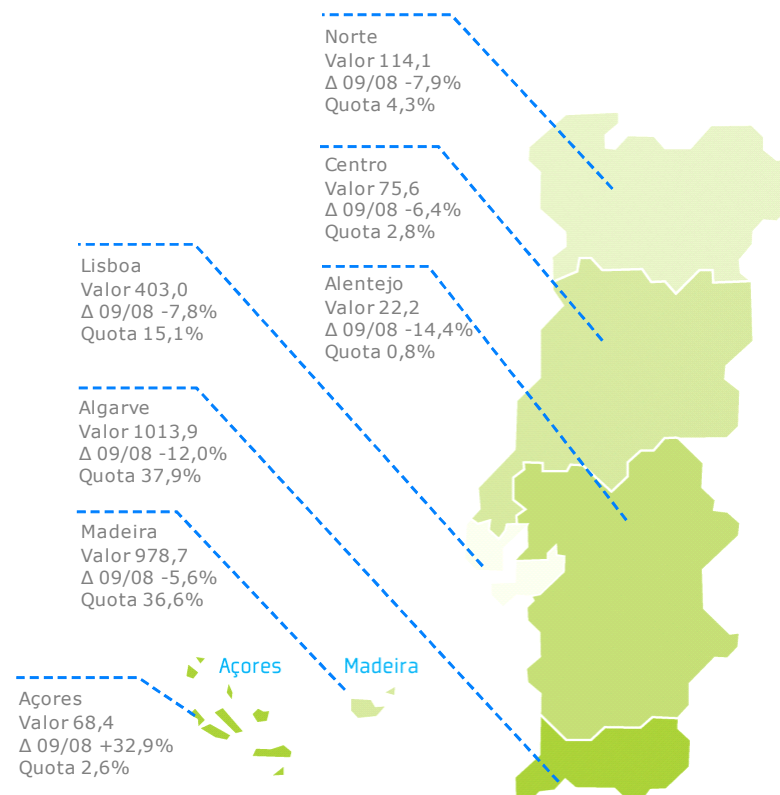 Norte
Valor 114,1
Δ 09/08 -7,9%
Quota 4,3%
Centro
Valor 75,6
Δ 09/08 -6,4%
Quota 2,8%
Lisboa
Valor 403,0
Δ 09/08 -7,8%
Quota 15,1%
Alentejo
Valor 22,2
Δ 09/08 -14,4%
Quota 0,8%
Algarve
Valor 1013,9
Δ 09/08 -12,0%
Quota 37,9%
Madeira
Valor 978,7
Δ 09/08 -5,6%
Quota 36,6%
Açores
Madeira
Açores
Valor 68,4
Δ 09/08 +32,9%
Quota 2,6%